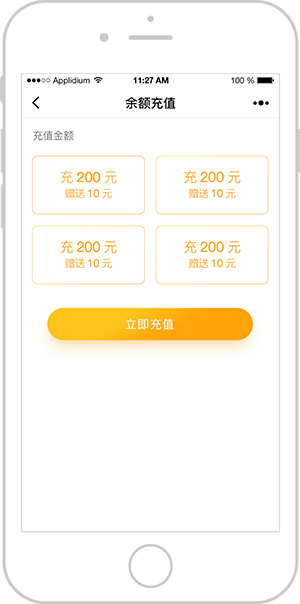 Applidium 11:27 AM 100 %
余额充值
充值金额
充 200 元 充 200 元
赠送 10 元 赠送 10 元
充 200 元 充 200 元
赠送 10 元 赠送 10 元
立即充值